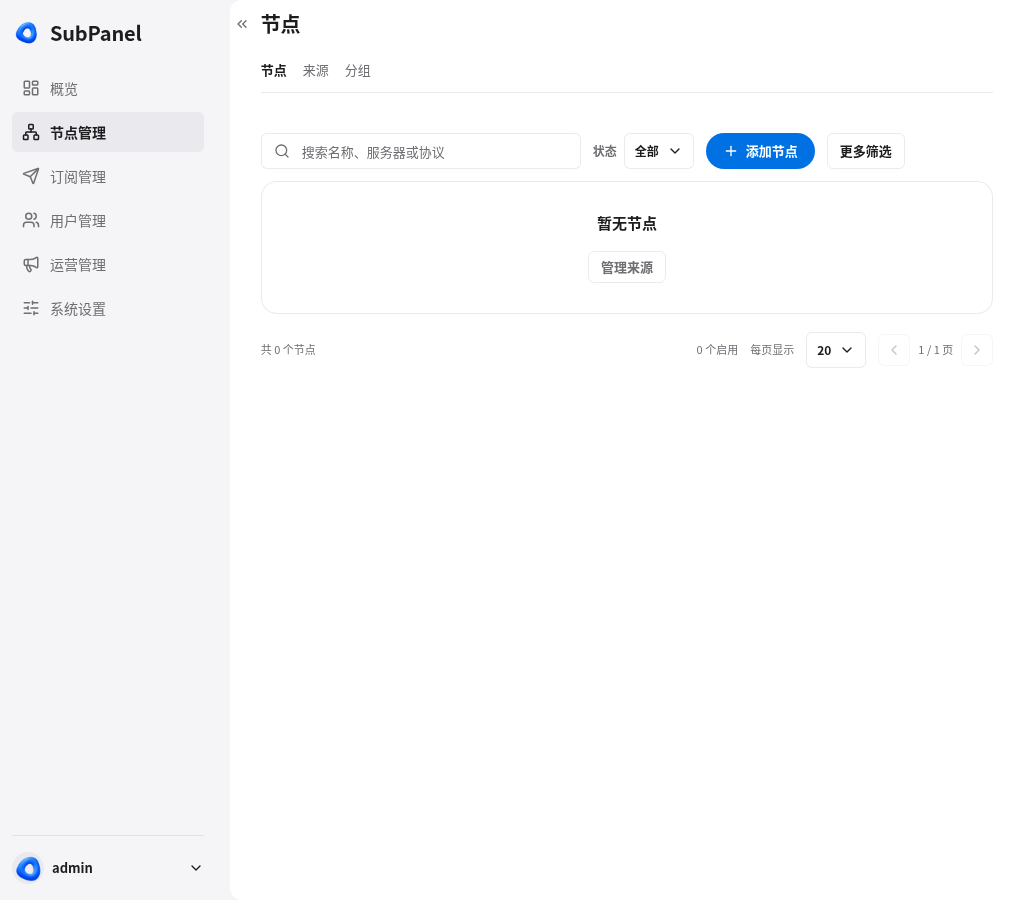 SubPanel
概览
节点管理
订阅管理
用户管理
运营管理
系统设置
admin
节点
节点 来源 分组
搜索名称、服务器或协议 状态 全部 添加节点 更多筛选
暂无节点
管理来源
共 0 个节点 0 个启用 每页显示 20 1 / 1 页